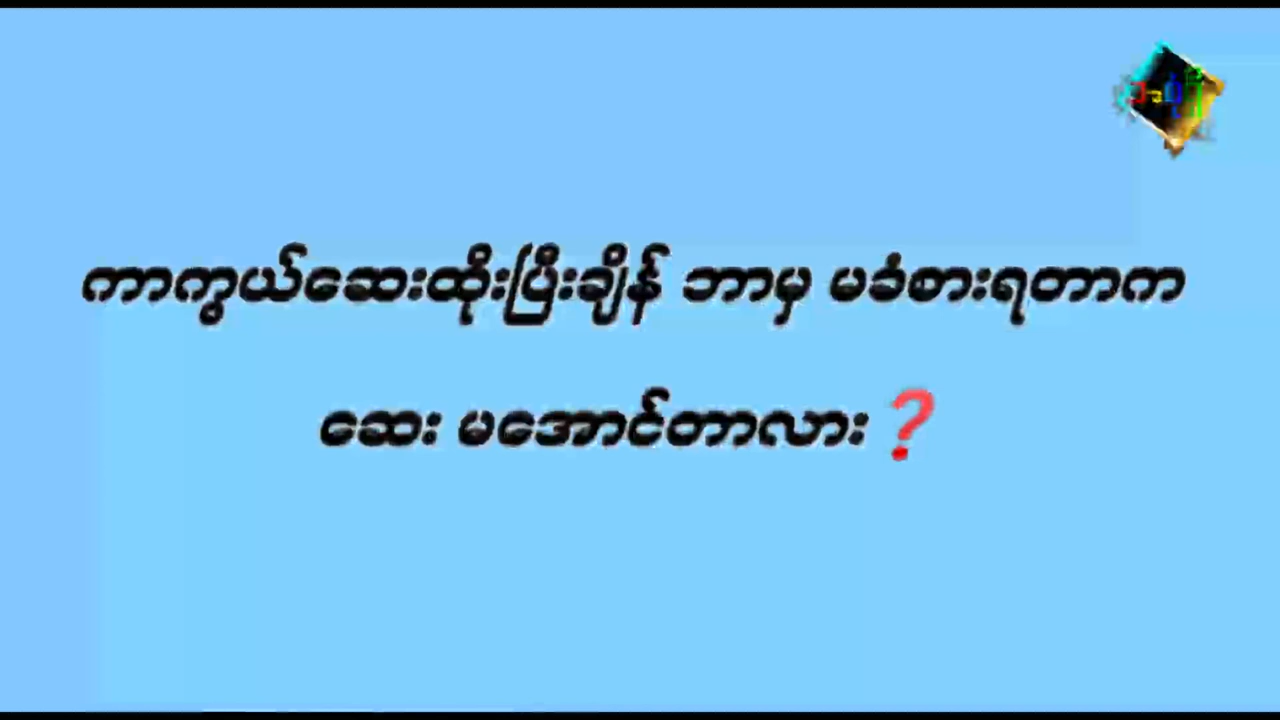 ကာကွယ်ဆေးထိုးပြီးချိန် ဘာမှ မခံစားရတာက
ဆေး မအောင်တာလား❓